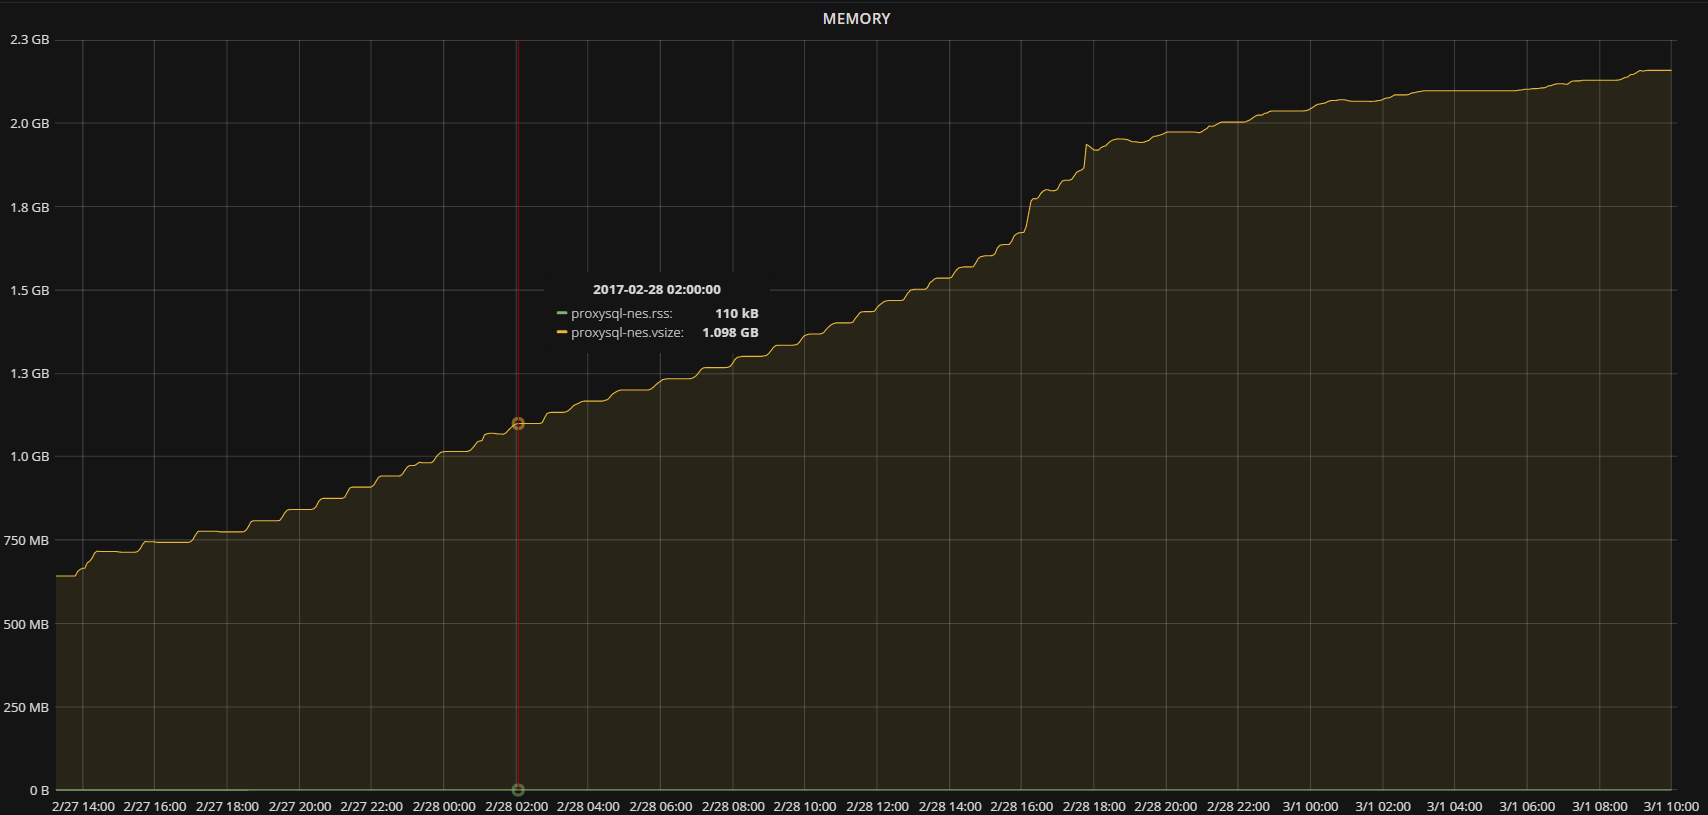 MEMORY
2.3 GB
2.0 GB
1.8 GB
1.5 GB
1.3 GB
1.0 GB
750 MB
500 MB
250 MB
0 B
2017-02-28 02:00:00
proxysql-nes.rss: 110 kB
proxysql-nes.vsize: 1.098 GB
2/27 14:00 2/27 16:00 2/27 18:00 2/27 20:00 2/27 22:00 2/28 00:00 2/28 02:00 2/28 04:00 2/28 06:00 2/28 08:00 2/28 10:00 2/28 12:00 2/28 14:00 2/28 16:00 2/28 18:00 2/28 20:00 2/28 22:00 3/1 00:00 3/1 02:00 3/1 04:00 3/1 06:00 3/1 08:00 3/1 10:00